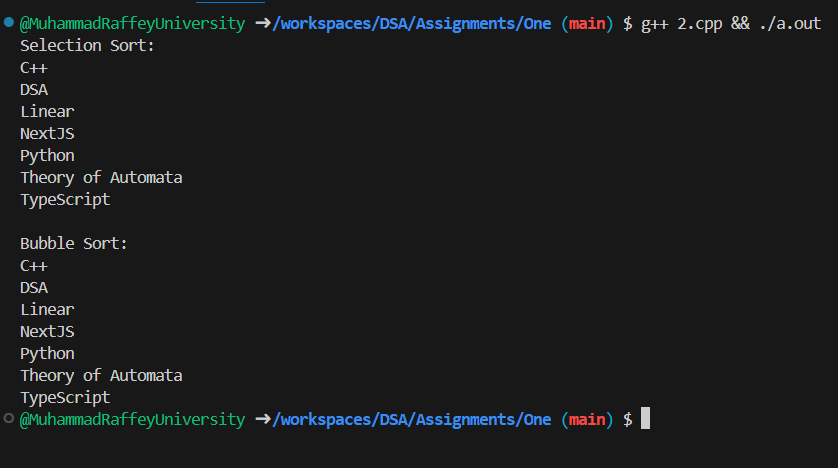 @MuhammadRaffeyUniversity ➜/workspaces/DSA/Assignments/One (main) $ g++ 2.cpp && ./a.out
Selection Sort:
C++
DSA
Linear
NextJS
Python
Theory of Automata
TypeScript

Bubble Sort:
C++
DSA
Linear
NextJS
Python
Theory of Automata
TypeScript
@MuhammadRaffeyUniversity ➜/workspaces/DSA/Assignments/One (main) $